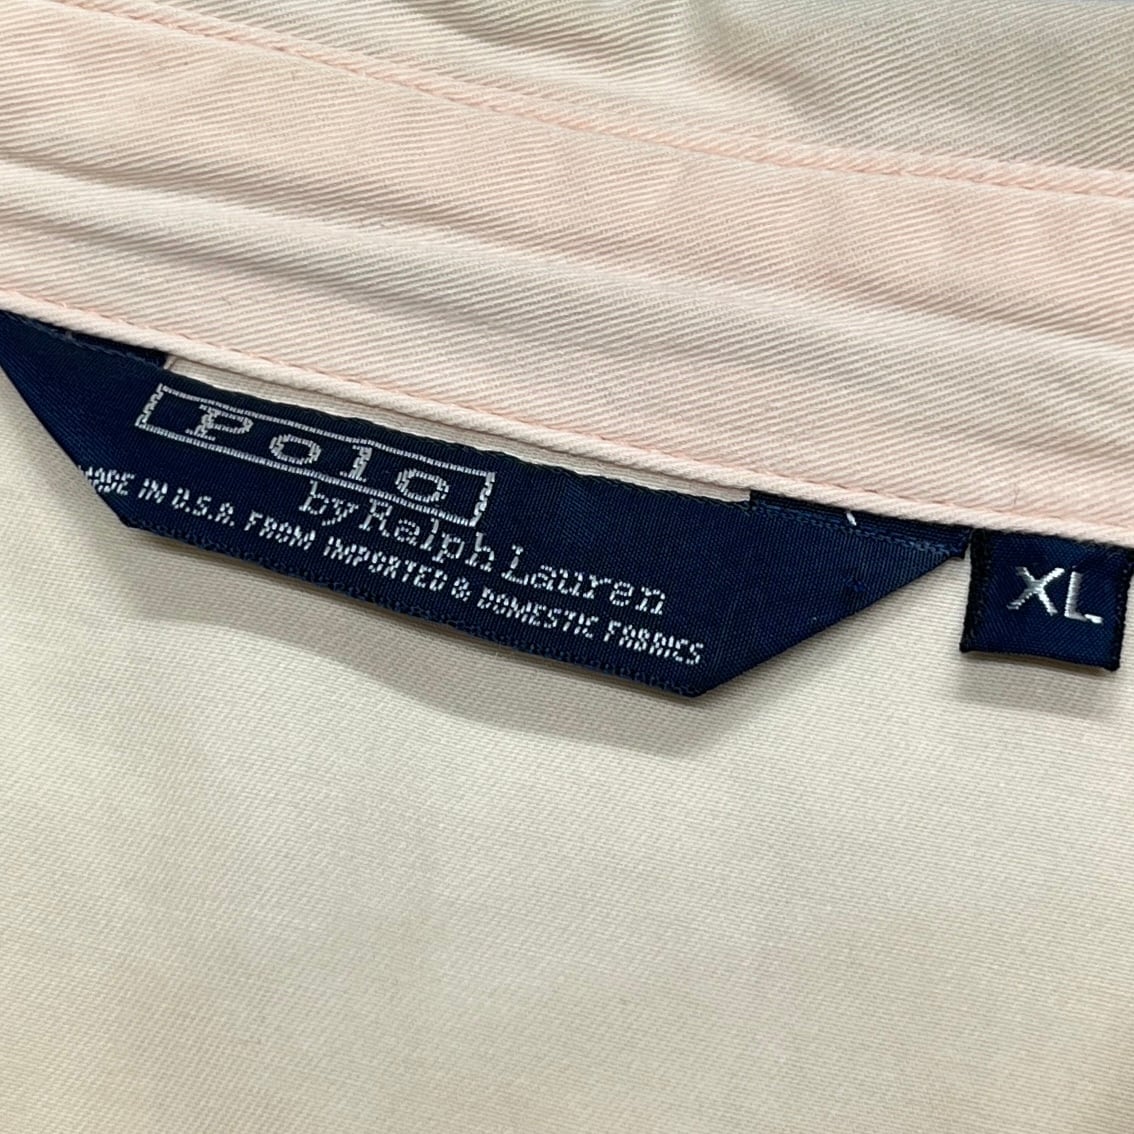 Polo
by Ralph Lauren
MADE IN U.S.A. FROM IMPORTED & DOMESTIC FABRICS
XL